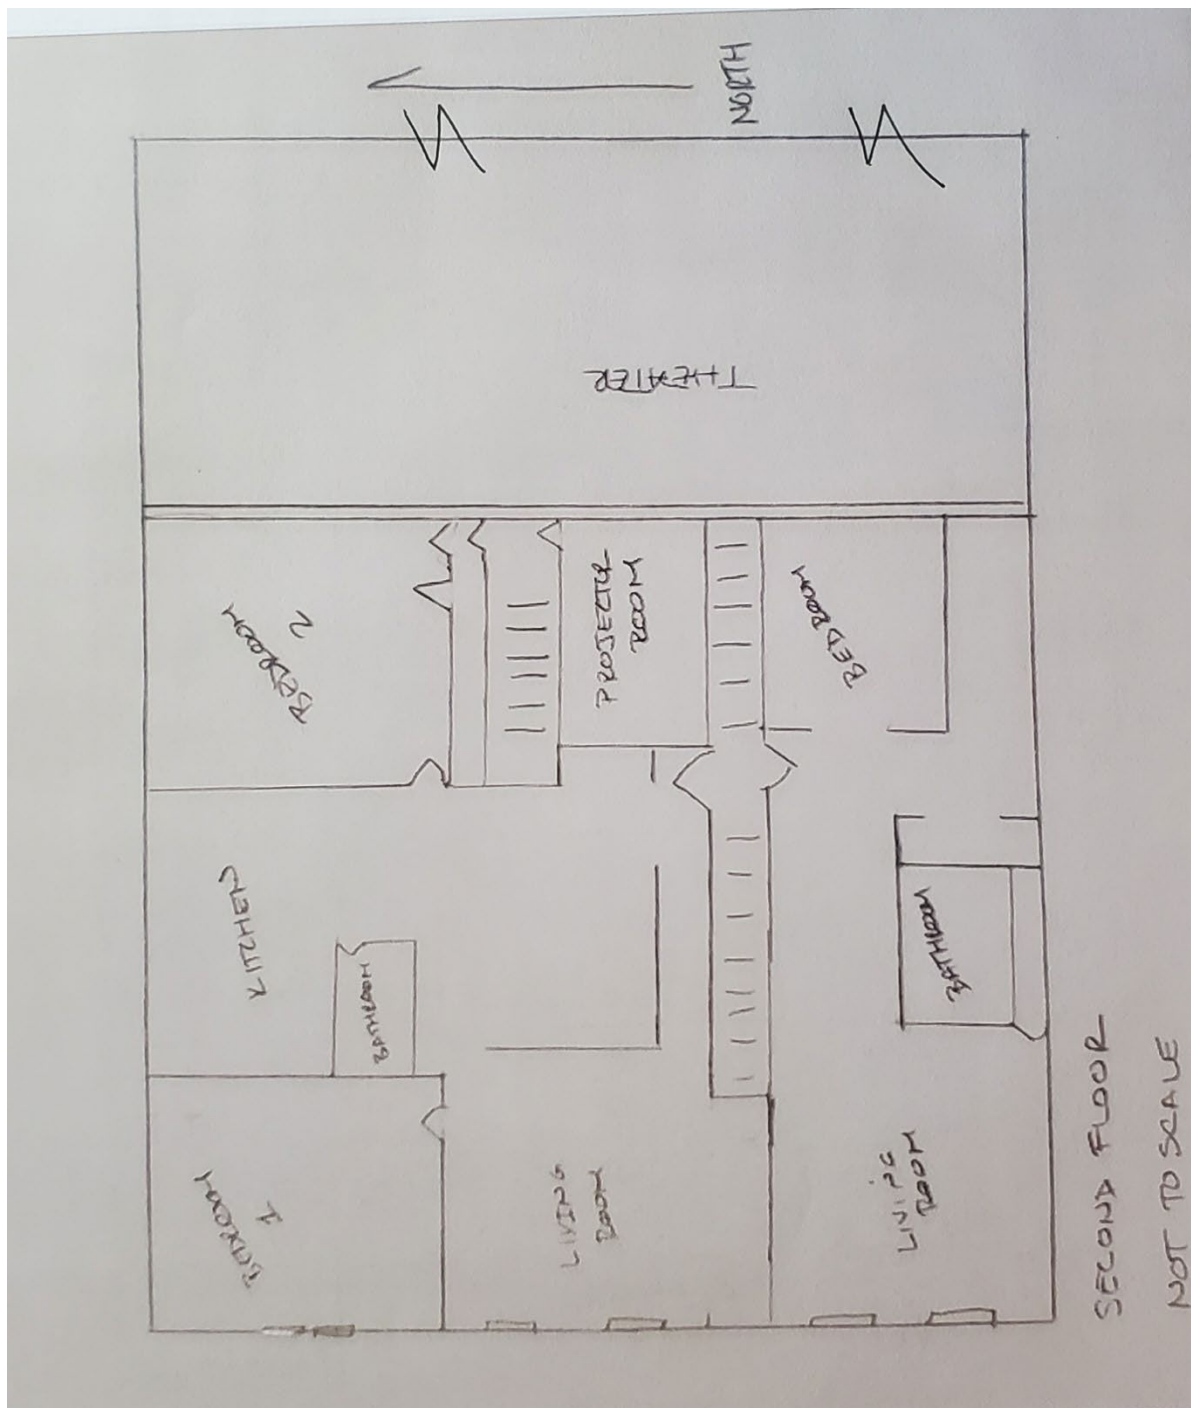 NORTH
THEATER
BEDROOM
2
PROJECTOR
ROOM
BEDROOM
KITCHEN
BATHROOM
BATHROOM
BEDROOM
1
LIVING
ROOM
LIVING
ROOM
SECOND FLOOR
NOT TO SCALE